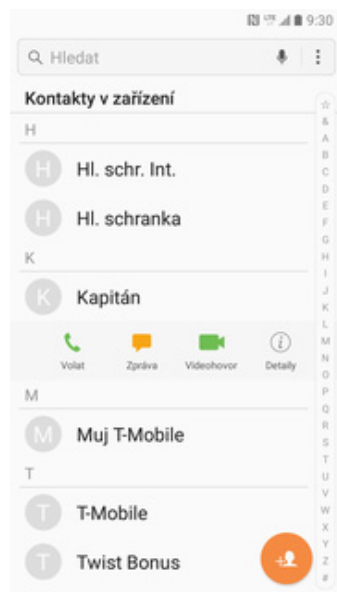 LTE 9:30
Hledat
Kontakty v zařízení
H
H Hl. schr. Int.
H Hl. schranka
K
K Kapitán
Volat Zpráva Videohovor Detaily
M
M Muj T-Mobile
T
T T-Mobile
T Twist Bonus
&
A
B
C
D
E
F
G
H
I
J
K
L
M
N
O
P
Q
R
S
T
U
V
W
X
Y
Z
#